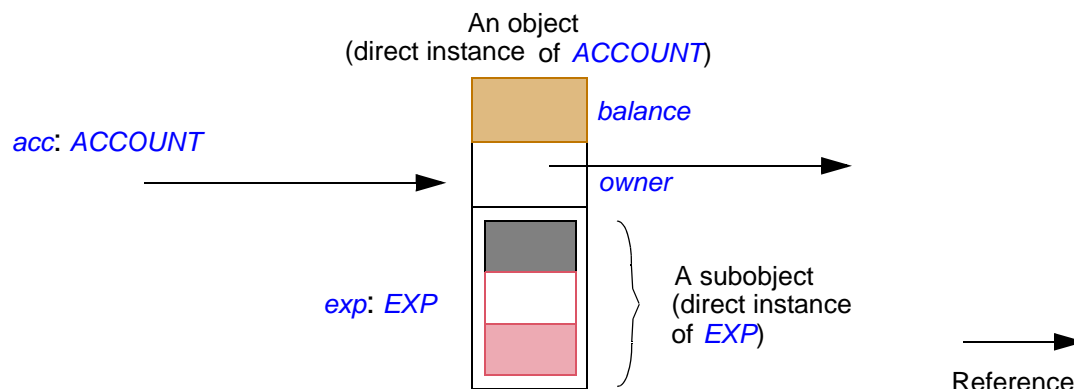 An object
(direct instance of ACCOUNT)
balance
acc: ACCOUNT
owner
exp: EXP
A subobject
(direct instance
of EXP)
Reference